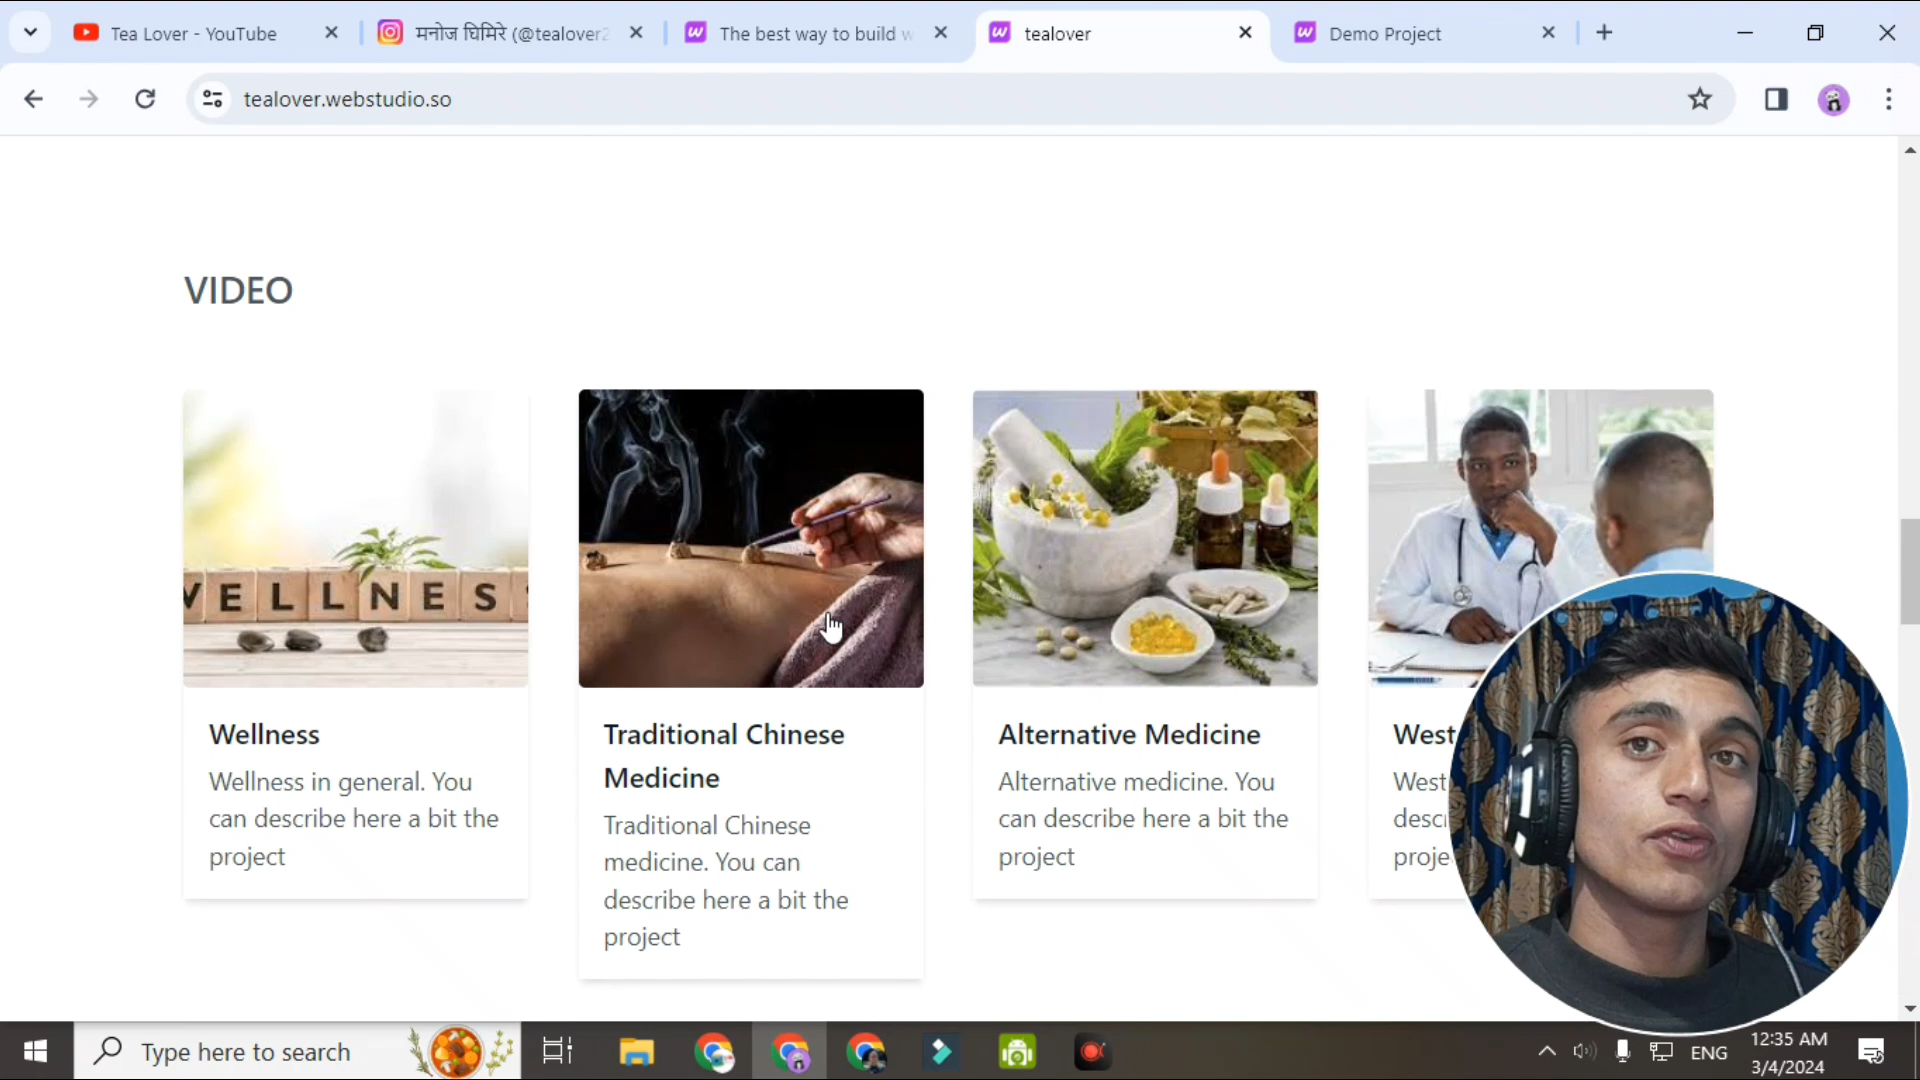 Tea Lover - YouTube
मनोज घिमिरे (@tealover2
The best way to build w
tealover
Demo Project
tealover.webstudio.so
VIDEO
WELLNESS
Wellness
Wellness in general. You
can describe here a bit the
project
Traditional Chinese
Medicine
Traditional Chinese
medicine. You can
describe here a bit the
project
Alternative Medicine
Alternative medicine. You
can describe here a bit the
project
West
West
desc
proje
Type here to search
ENG
12:35 AM
3/4/2024